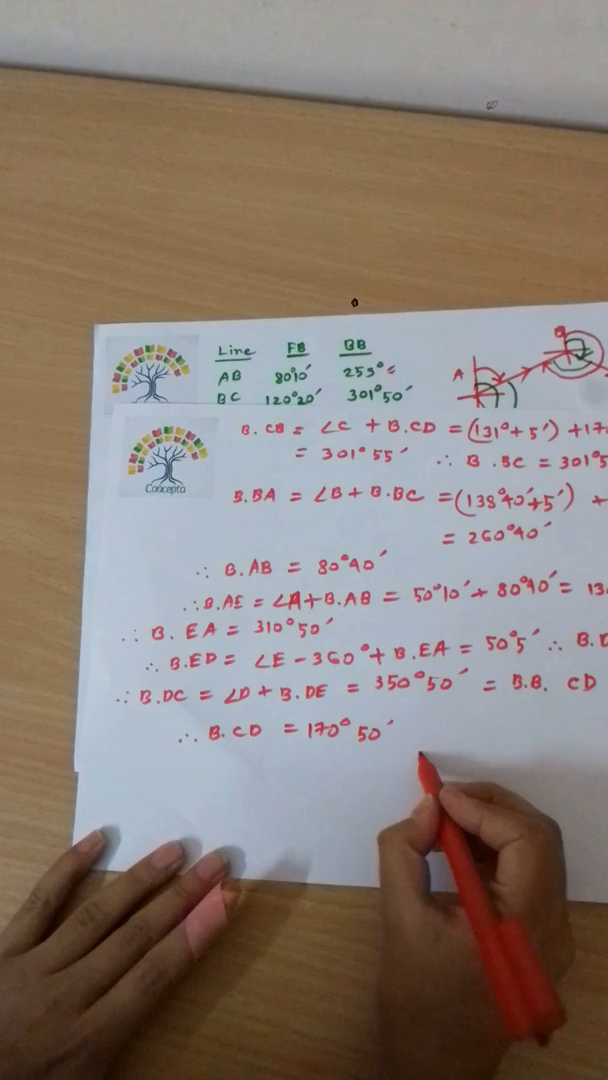 Line FB BB
AB 80°10′ 259°
BC 120°20′ 301°50′
A B
Concepta
B.CB = ∠C + B.CD = (131° + 5′) + 170
= 301°55′ ∴ B.BC = 301°5
B.BA = ∠B + B.BC = (138°40′ + 5′) +
= 260°40′
∴ B.AB = 80°40′
∴ B.AE = ∠A + B.AB = 50°10′ + 80°40′ = 13
∴ B.EA = 310°50′
∴ B.ED = ∠E - 360° + B.EA = 50°5′ ∴ B.D
∴ B.DC = ∠D + B.DE = 350°50′ = B.B. CD
∴ B.CD = 170°50′